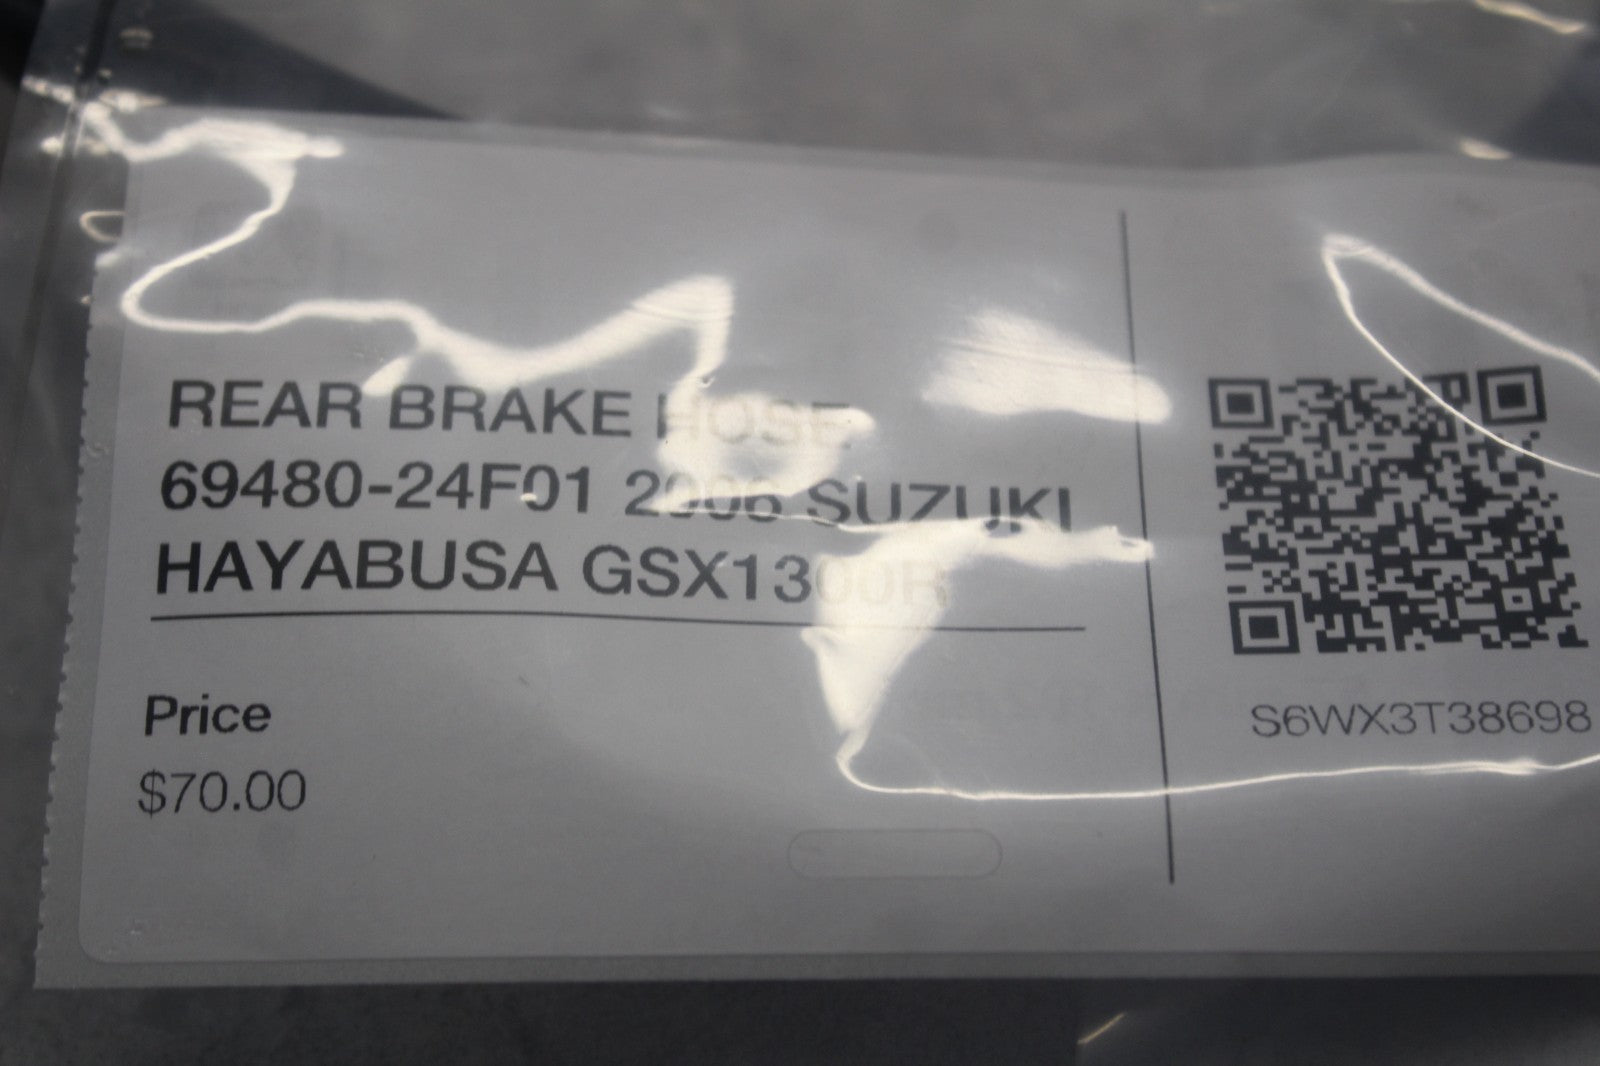 REAR BRAKE HOSE
69480-24F01 2006 SUZUKI
HAYABUSA GSX1300R
Price
$70.00
S6WX3T38698